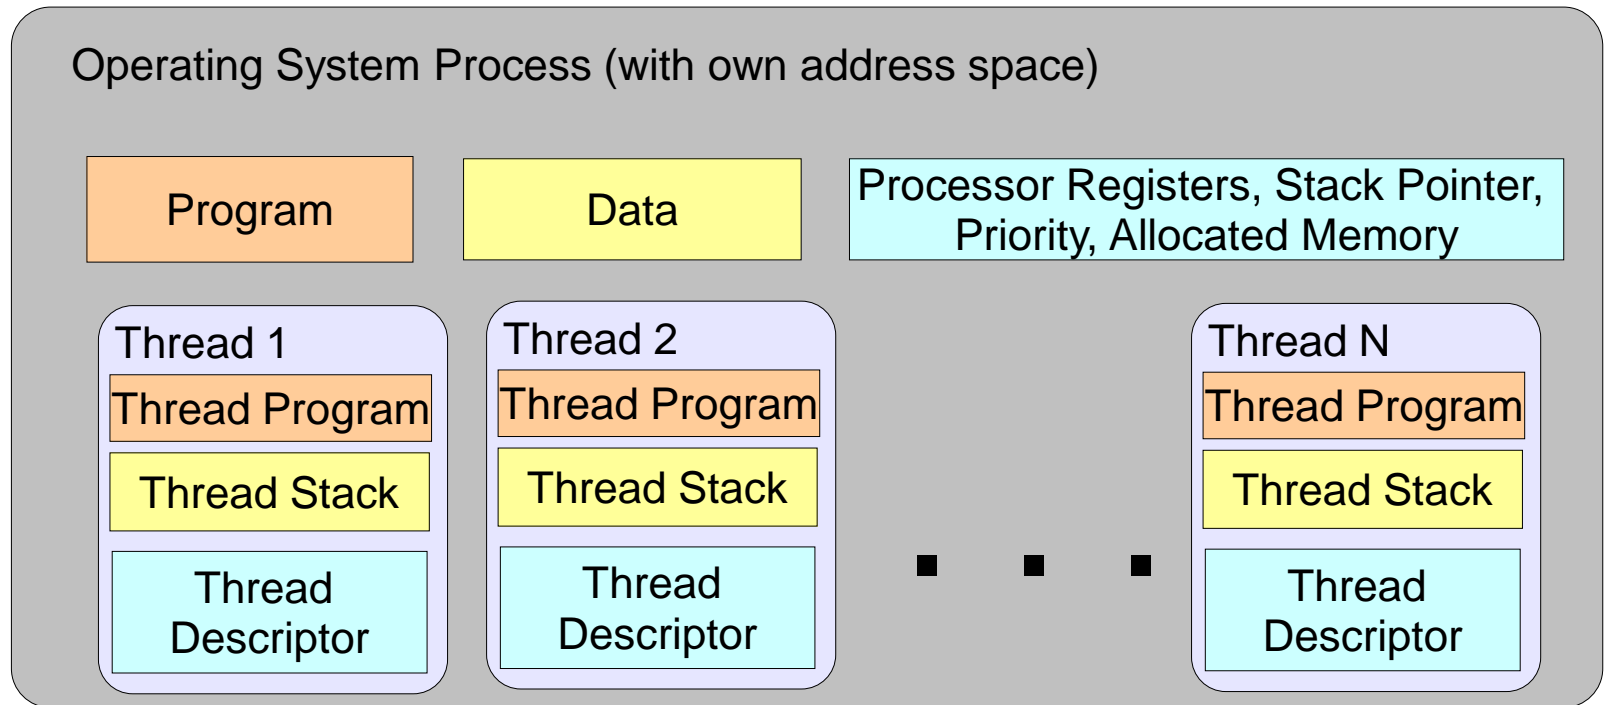 Operating System Process (with own address space)
Program
Data
Processor Registers, Stack Pointer,
Priority, Allocated Memory
Thread 1
Thread Program
Thread Stack
Thread
Descriptor
Thread 2
Thread Program
Thread Stack
Thread
Descriptor
Thread N
Thread Program
Thread Stack
Thread
Descriptor